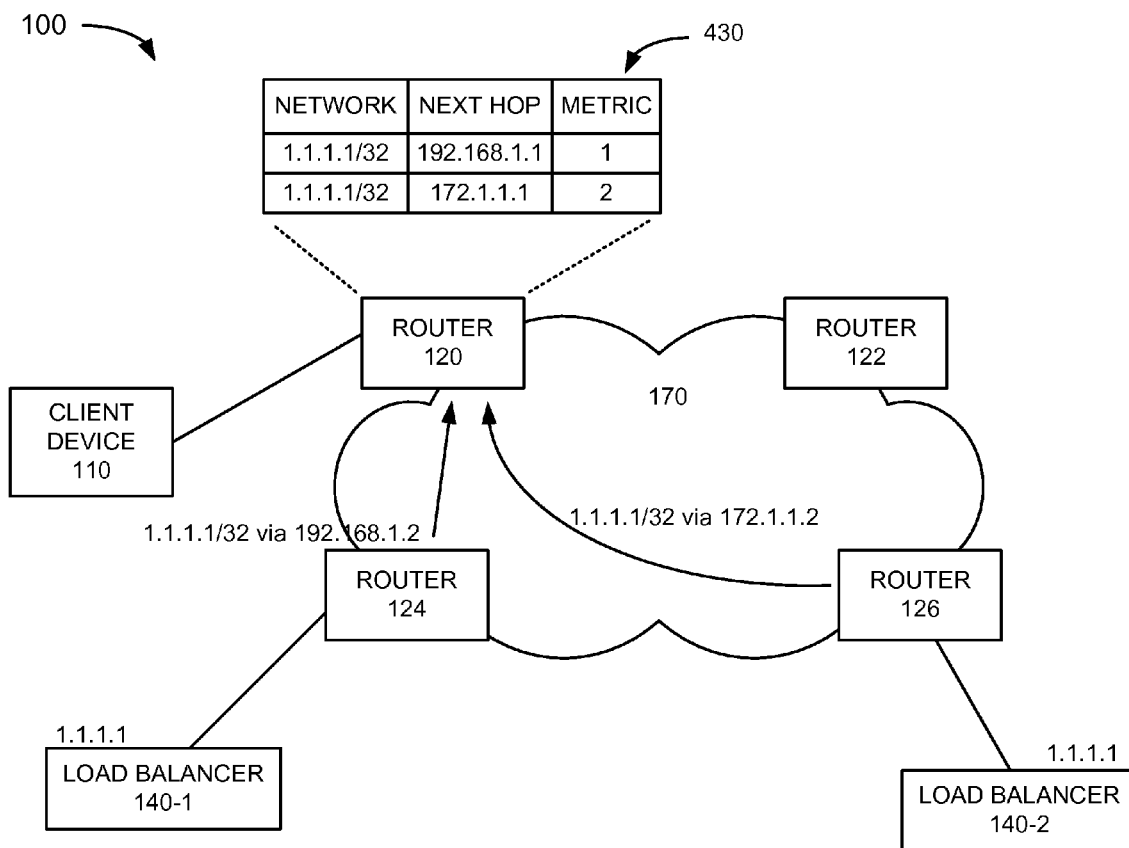 100
430
NETWORK NEXT HOP METRIC
1.1.1.1/32 192.168.1.1 1
1.1.1.1/32 172.1.1.1 2
ROUTER
120
ROUTER
122
170
CLIENT
DEVICE
110
1.1.1.1/32 via 192.168.1.2
1.1.1.1/32 via 172.1.1.2
ROUTER
124
ROUTER
126
1.1.1.1
LOAD BALANCER
140-1
1.1.1.1
LOAD BALANCER
140-2